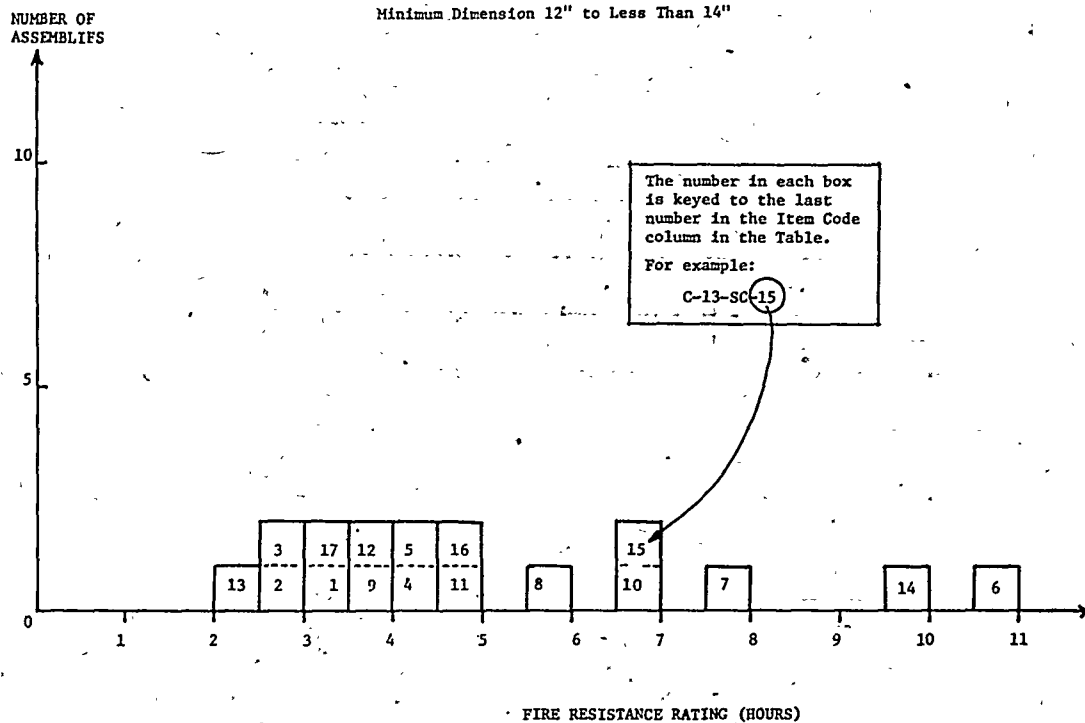 Minimum Dimension 12" to Less Than 14"
NUMBER OF
ASSEMBLIFS
10
The number in each box
is keyed to the last
number in the Item Code
column in the Table.
For example:
C-13-SC-15
5
3 17 12 5 16 15
13 2 1 9 4 11 8 10 7 14 6
0 1 2 3 4 5 6 7 8 9 10 11
FIRE RESISTANCE RATING (HOURS)